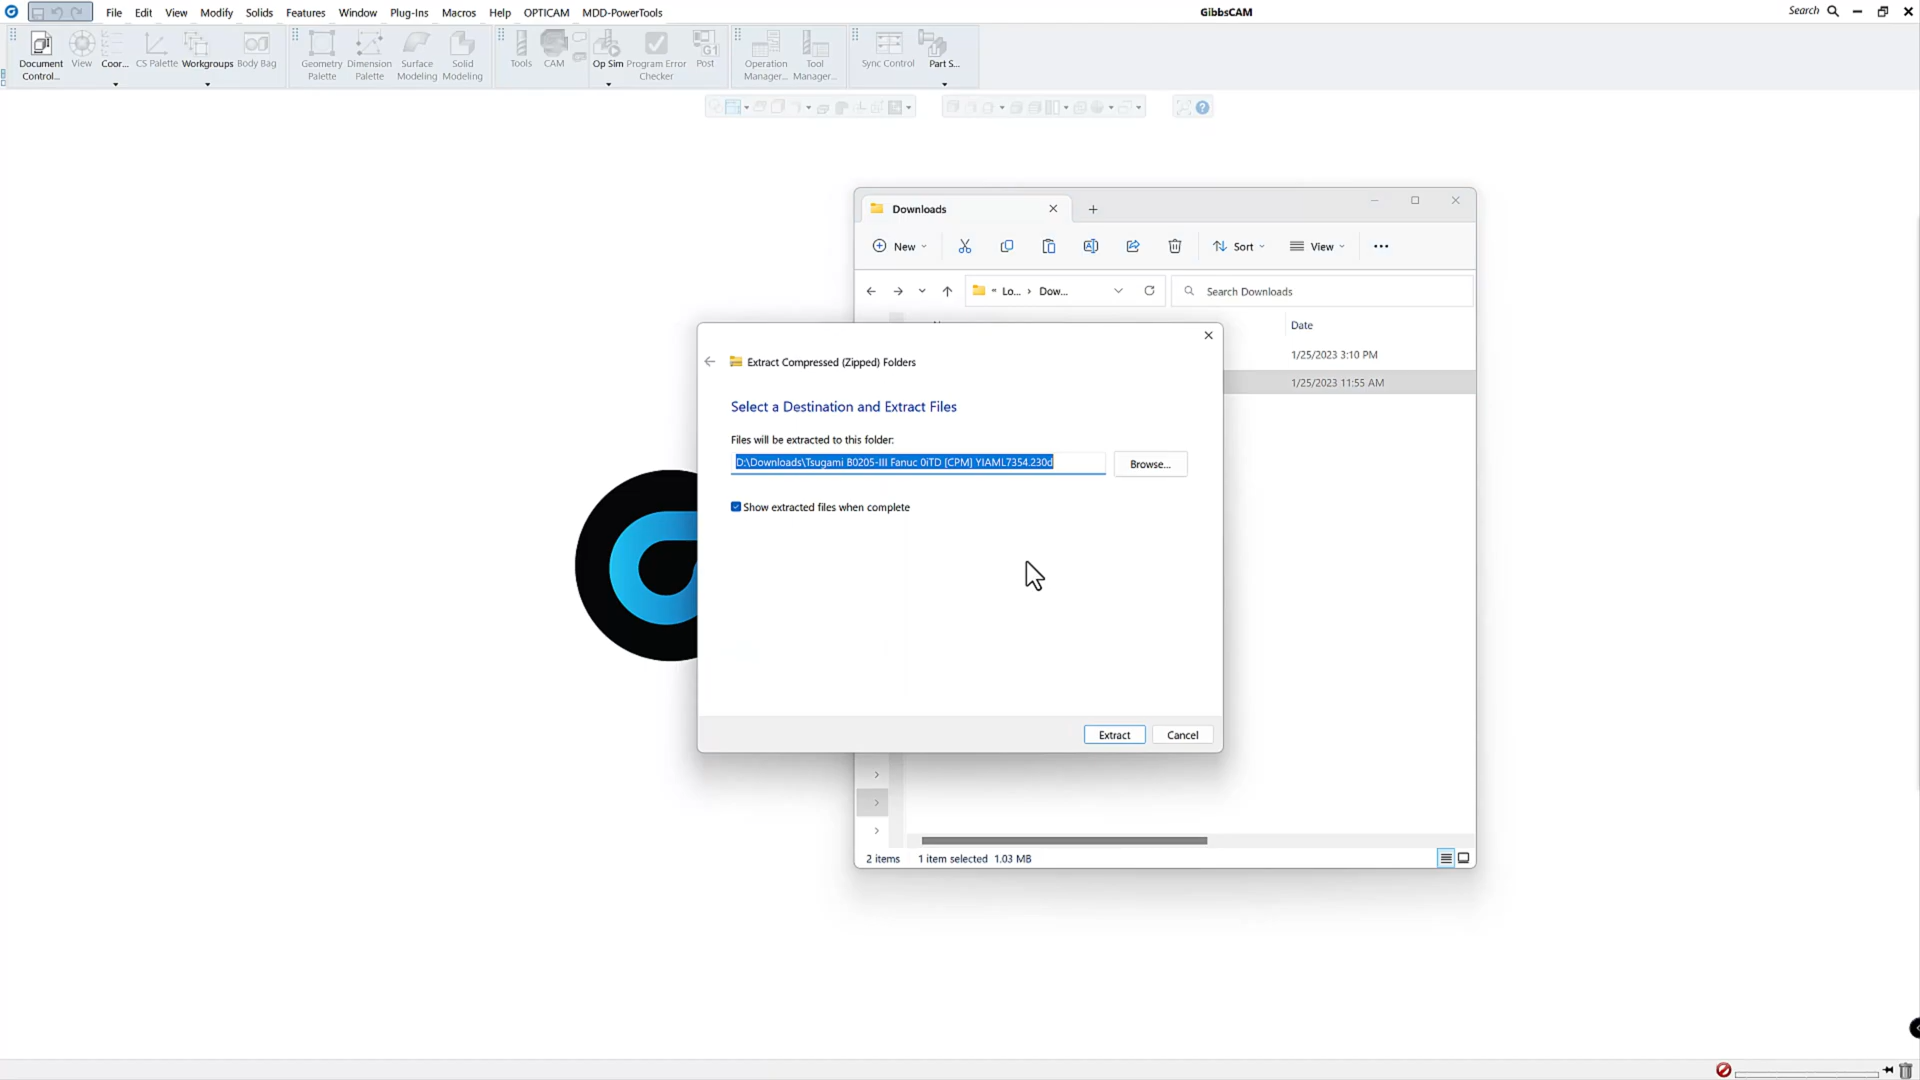 File Edit View Modify Solids Features Window Plug-Ins Macros Help OPTICAM MDD-PowerTools
GibbsCAM
Search
Document Control...
View
Coor...
CS Palette
Workgroups
Body Bag
Geometry Palette
Dimension Palette
Surface Modeling
Solid Modeling
Tools
CAM
Op Sim
Program Error Checker
G1
Post
Operation Manager...
Tool Manager...
Sync Control
Part S...
Downloads
New
Sort
View
« Lo... › Dow...
Search Downloads
Date
1/25/2023 3:10 PM
1/25/2023 11:55 AM
Extract Compressed (Zipped) Folders
Select a Destination and Extract Files
Files will be extracted to this folder:
D:\Downloads\Tsugami B0205-III Fanuc 0iTD [CPM] YIAML7354.230d
Browse...
Show extracted files when complete
Extract
Cancel
2 items 1 item selected 1.03 MB